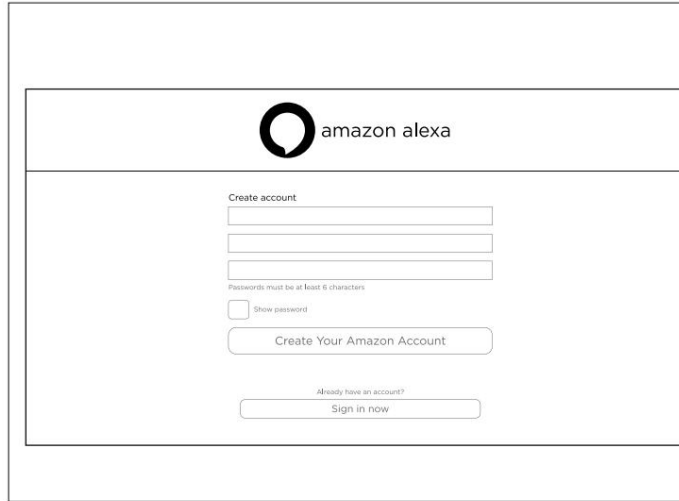 amazon alexa
Create account
Passwords must be at least 6 characters
Show password
Create Your Amazon Account
Already have an account?
Sign in now